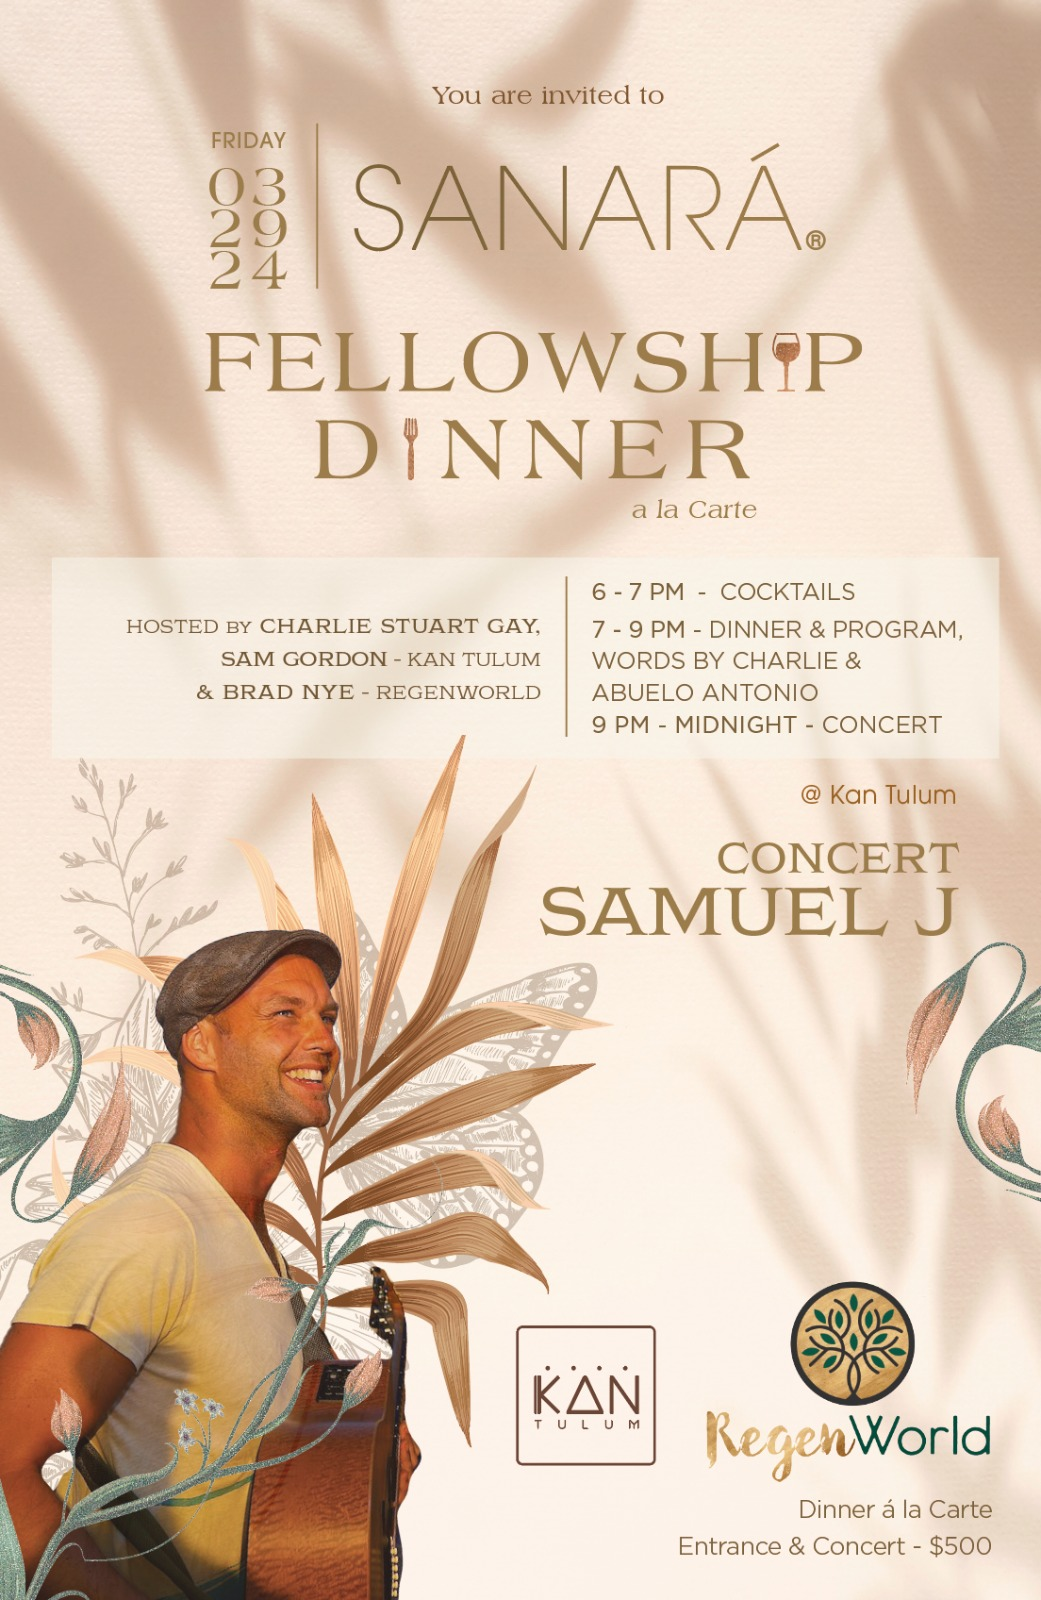 You are invited to
FRIDAY
03
29
24
SANARÁ®
FELLOWSHIP
DINNER
a la Carte
HOSTED BY CHARLIE STUART GAY,
SAM GORDON - KAN TULUM
& BRAD NYE - REGENWORLD
6 - 7 PM - COCKTAILS
7 - 9 PM - DINNER & PROGRAM,
WORDS BY CHARLIE &
ABUELO ANTONIO
9 PM - MIDNIGHT - CONCERT
@ Kan Tulum
CONCERT
SAMUEL J
KAN
TULUM
RegenWorld
Dinner á la Carte
Entrance & Concert - $500